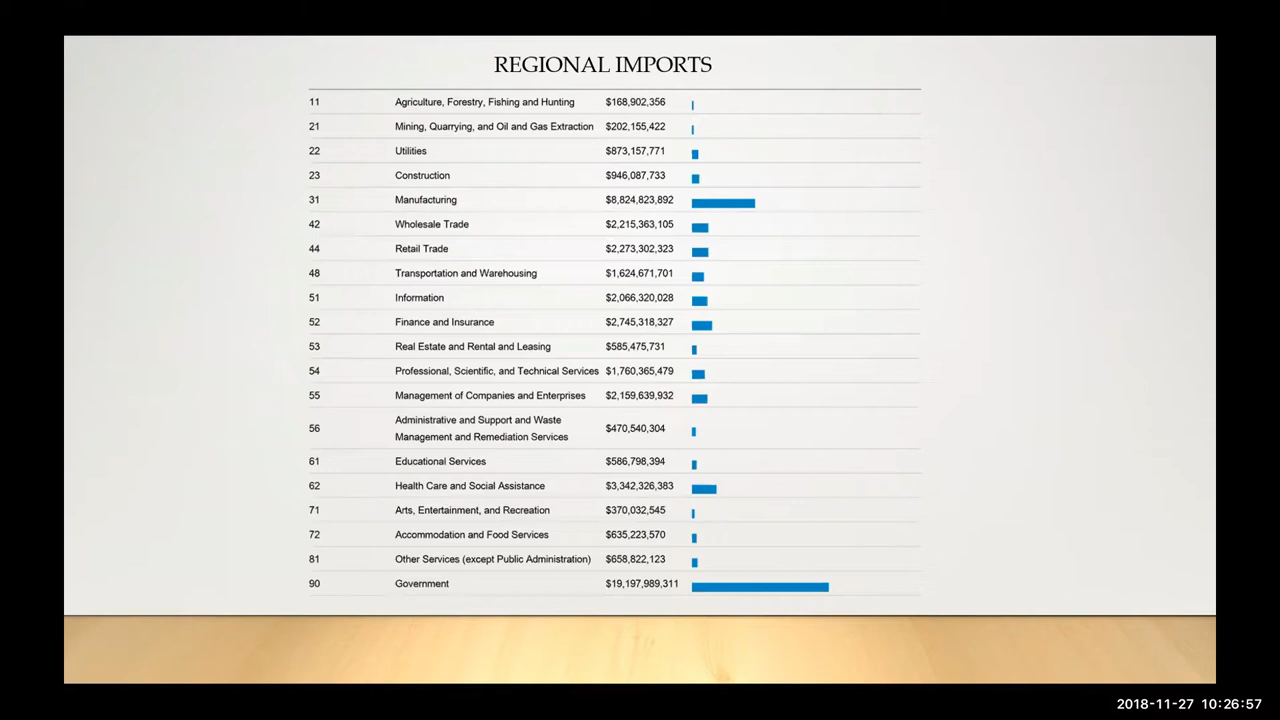 REGIONAL IMPORTS
11 Agriculture, Forestry, Fishing and Hunting $168,902,356
21 Mining, Quarrying, and Oil and Gas Extraction $202,155,422
22 Utilities $873,157,771
23 Construction $946,087,733
31 Manufacturing $8,824,823,892
42 Wholesale Trade $2,215,363,105
44 Retail Trade $2,273,302,323
48 Transportation and Warehousing $1,624,671,701
51 Information $2,066,320,028
52 Finance and Insurance $2,745,318,327
53 Real Estate and Rental and Leasing $585,475,731
54 Professional, Scientific, and Technical Services $1,760,365,479
55 Management of Companies and Enterprises $2,159,639,932
56 Administrative and Support and Waste
Management and Remediation Services $470,540,304
61 Educational Services $586,798,394
62 Health Care and Social Assistance $3,342,326,383
71 Arts, Entertainment, and Recreation $370,032,545
72 Accommodation and Food Services $635,223,570
81 Other Services (except Public Administration) $658,822,123
90 Government $19,197,989,311
2018-11-27 10:26:57